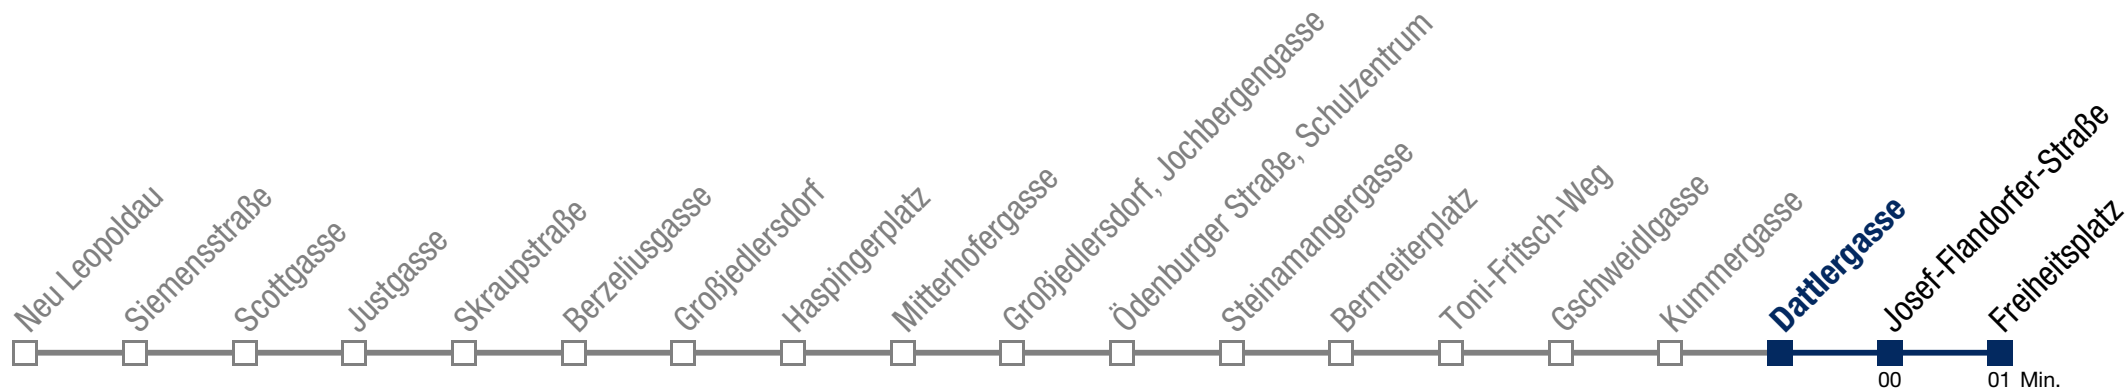 Neu Leopoldau
Siemensstraße
Scottgasse
Justgasse
Skraupstraße
Berzeliusgasse
Großjedlersdorf
Haspingerplatz
Mitterhofergasse
Großjedlersdorf, Jochbergengasse
Ödenburger Straße, Schulzentrum
Steinamangergasse
Bernreiterplatz
Toni-Fritsch-Weg
Gschweidlgasse
Kummergasse
Dattlergasse
Josef-Flandorfer-Straße
Freiheitsplatz
00 01 Min.